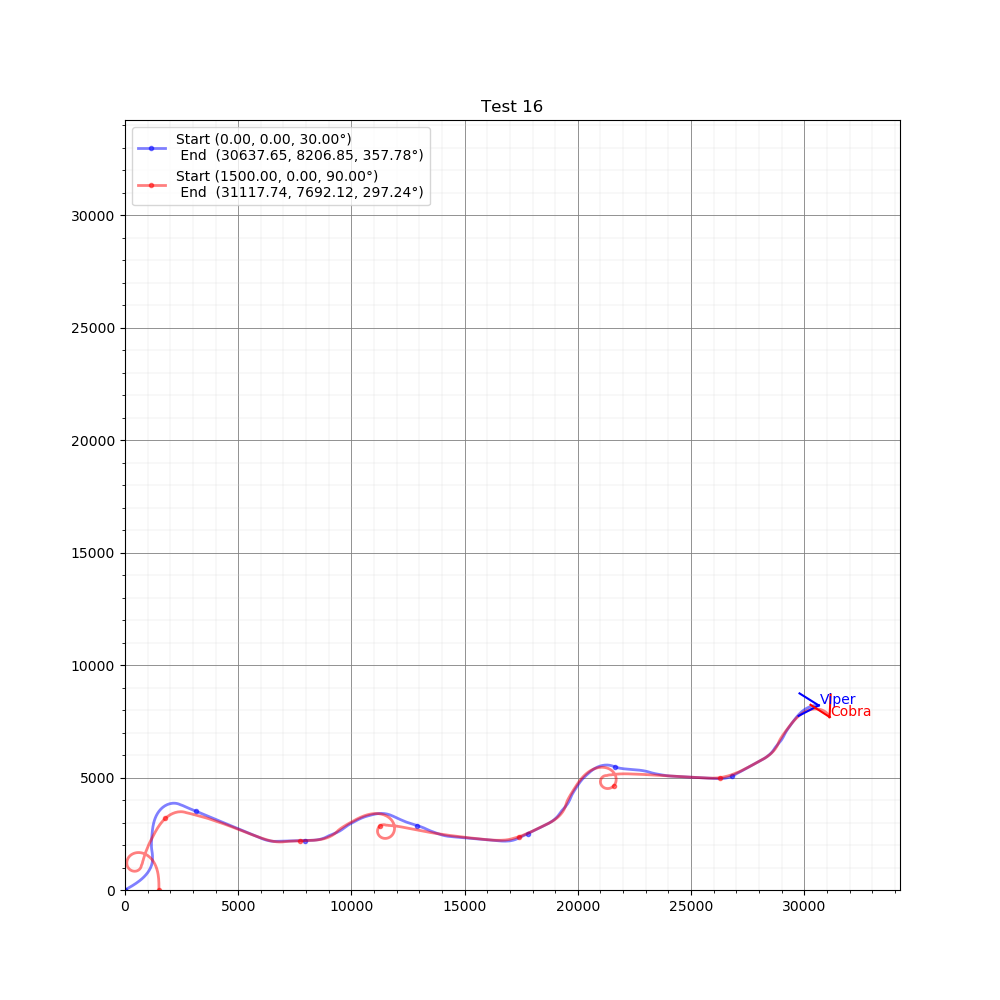 Test 16
Start (0.00, 0.00, 30.00°)
End (30637.65, 8206.85, 357.78°)
Start (1500.00, 0.00, 90.00°)
End (31117.74, 7692.12, 297.24°)
30000
25000
20000
15000
10000
5000
0
Viper
Cobra
0 5000 10000 15000 20000 25000 30000